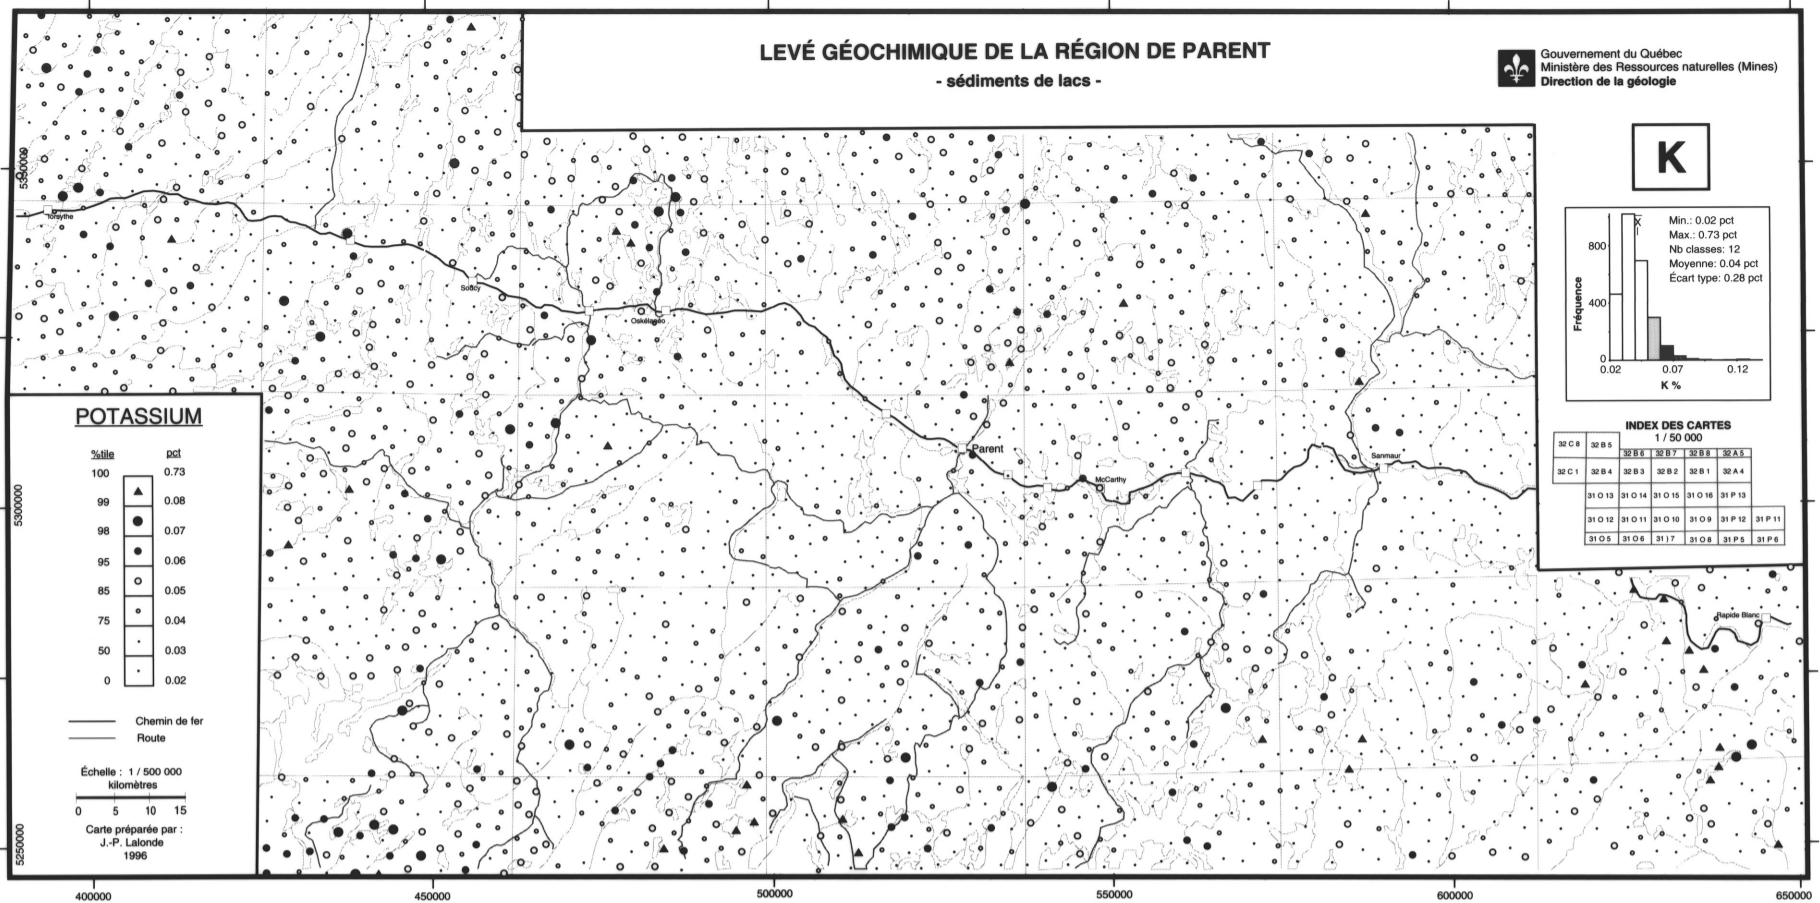 LEVÉ GÉOCHIMIQUE DE LA RÉGION DE PARENT
- sédiments de lacs -
Gouvernement du Québec
Ministère des Ressources naturelles (Mines)
Direction de la géologie
K
Min.: 0.02 pct
Max.: 0.73 pct
Nb classes: 12
Moyenne: 0.04 pct
Écart type: 0.28 pct
X
Fréquence
800
400
0
0.02 0.07 0.12
K %
INDEX DES CARTES
1 / 50 000
32 C 8 32 B 5
32 B 6 32 B 7 32 B 8 32 A 5
32 C 1 32 B 4 32 B 3 32 B 2 32 B 1 32 A 4
31 O 13 31 O 14 31 O 15 31 O 16 31 P 13
31 O 12 31 O 11 31 O 10 31 O 9 31 P 12 31 P 11
31 O 5 31 O 6 31 ) 7 31 O 8 31 P 5 31 P 6
forsythe
Soucy
Oskélanéo
Parent
McCarthy
Sanmaur
Rapide Blanc
POTASSIUM
%tile pct
100 0.73
99 0.08
98 0.07
95 0.06
85 0.05
75 0.04
50 0.03
0 0.02
Chemin de fer
Route
Échelle : 1 / 500 000
kilomètres
0 5 10 15
Carte préparée par :
J.-P. Lalonde
1996
5350000
5300000
5250000
400000 450000 500000 550000 600000 650000